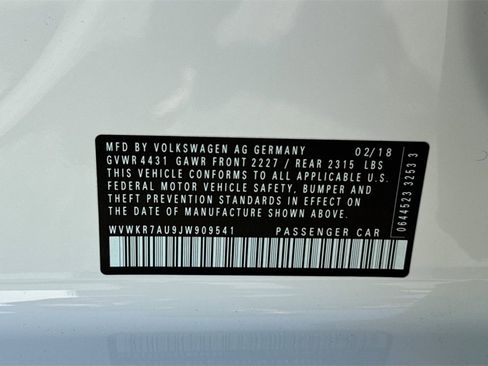 MFD BY VOLKSWAGEN AG GERMANY 02/18
GVWR 4431 GAWR FRONT 2227 / REAR 2315 LBS
THIS VEHICLE CONFORMS TO ALL APPLICABLE U.S.
FEDERAL MOTOR VEHICLE SAFETY, BUMPER AND
THEFT PREVENTION STANDARDS IN EFFECT ON THE
DATE OF MANUFACTURE SHOWN ABOVE
WVWKR7AU9JW909541 PASSENGER CAR
0644523 3253 3